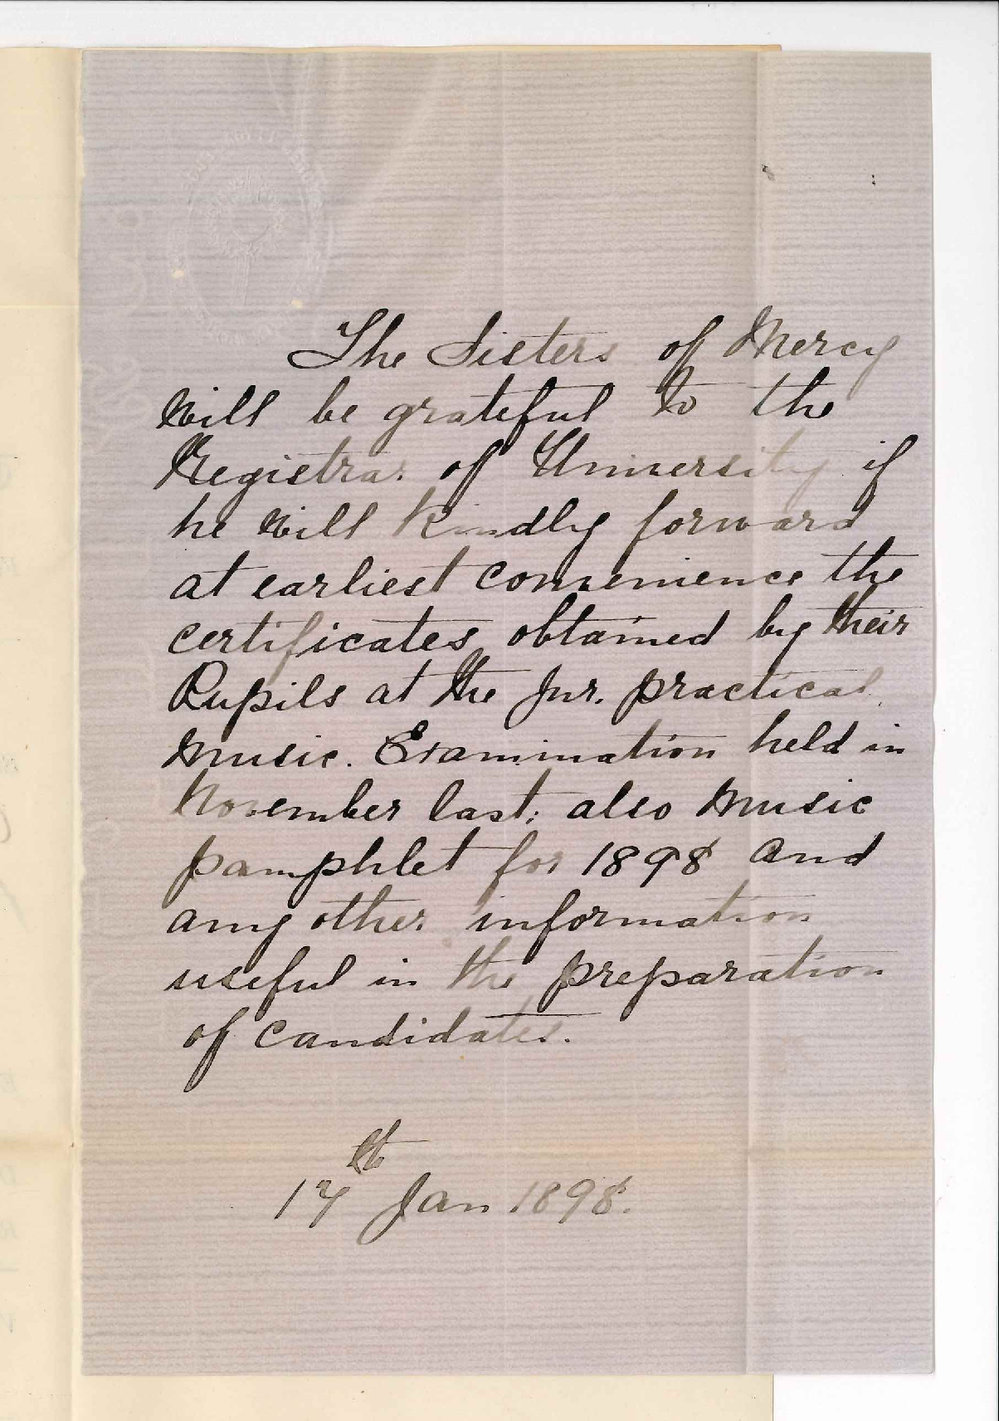 The Sisters of Mercy
will be grateful to the
Registrar of University if
he will kindly forward
at earliest convenience the
certificates obtained by their
Pupils at the Jnr. practical
Music. Examination held in
November last; also Music
pamphlet for 1898 and
any other information
useful in the preparation
of candidates.
17th Jan 1898.